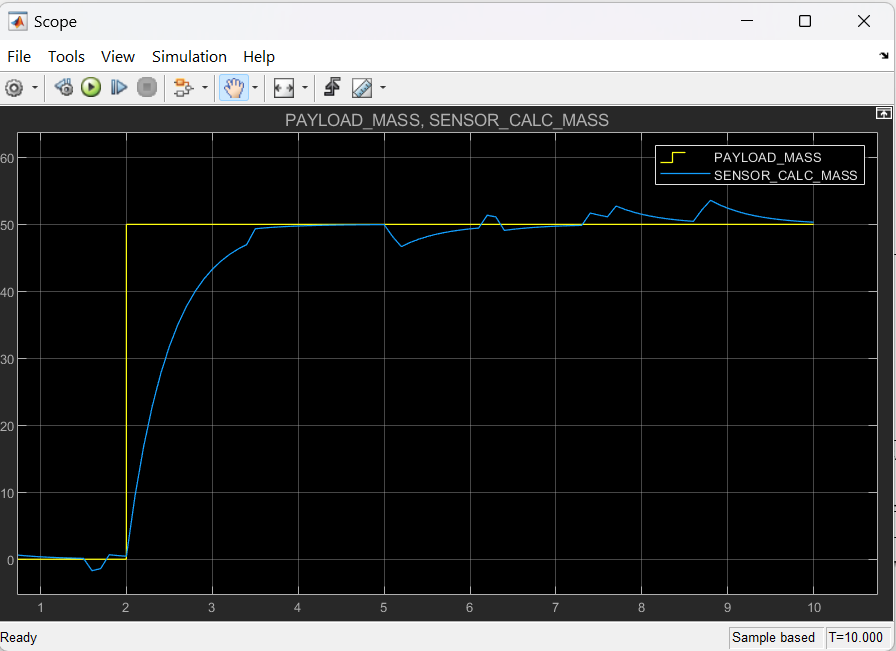 Scope
File Tools View Simulation Help
PAYLOAD_MASS, SENSOR_CALC_MASS
PAYLOAD_MASS
SENSOR_CALC_MASS
60
50
40
30
20
10
0
1 2 3 4 5 6 7 8 9 10
Ready Sample based T=10.000